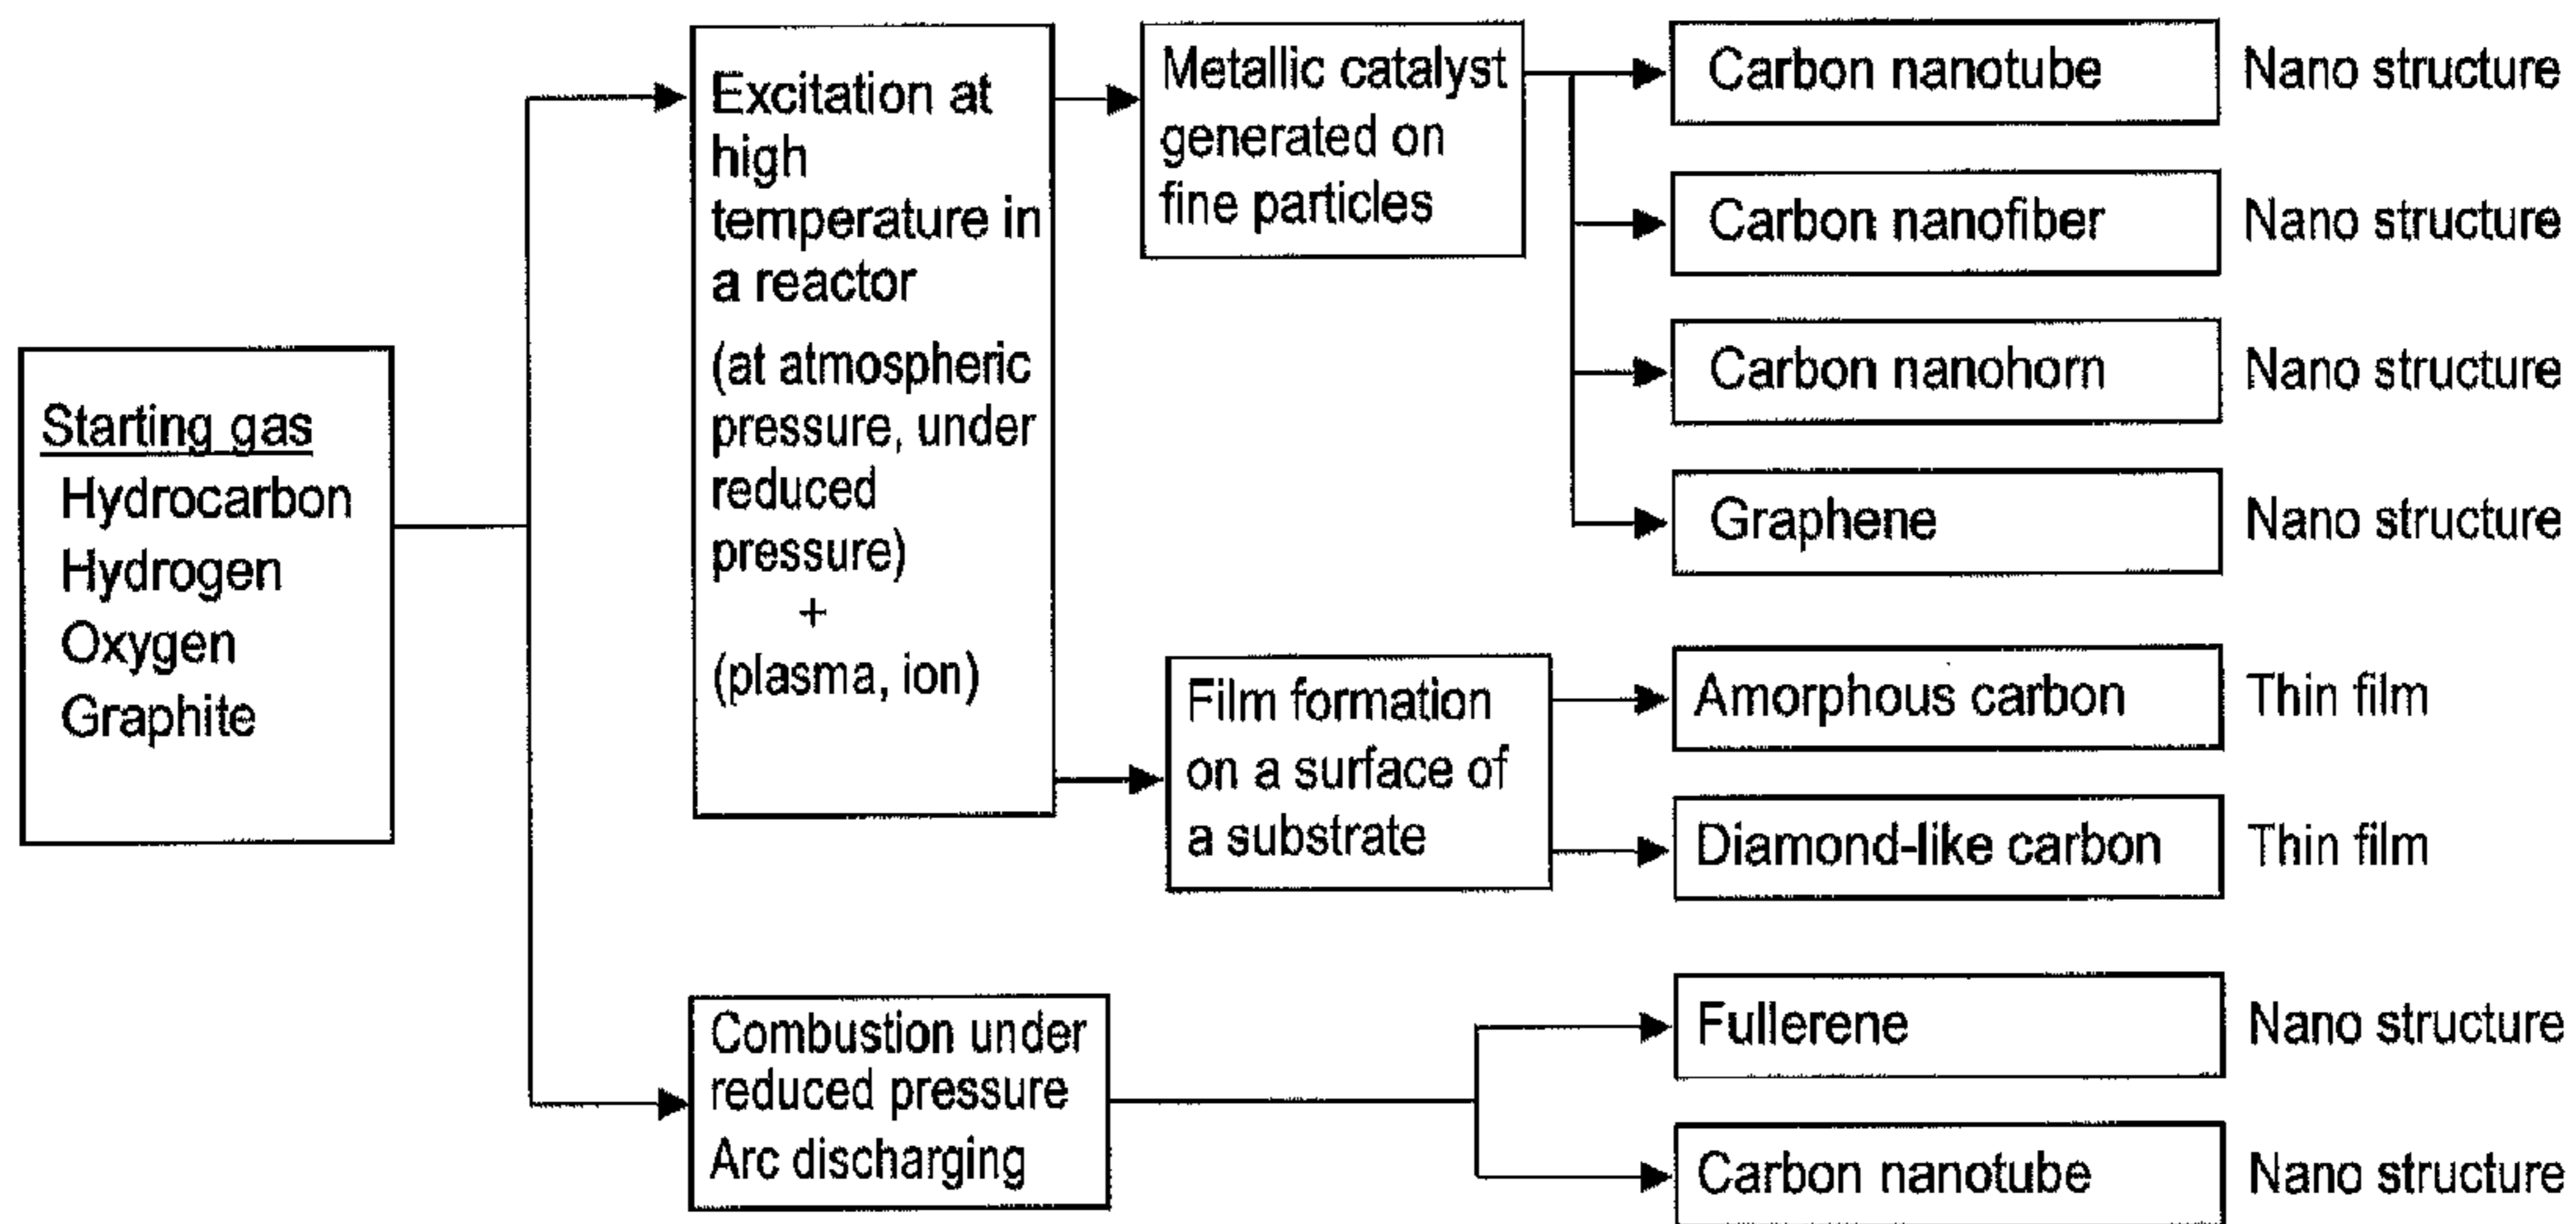 Starting gas
Hydrocarbon
Hydrogen
Oxygen
Graphite
Excitation at
high
temperature in
a reactor
(at atmospheric
pressure, under
reduced
pressure)
+
(plasma, ion)
Metallic catalyst
generated on
fine particles
Carbon nanotube
Nano structure
Carbon nanofiber
Nano structure
Carbon nanohorn
Nano structure
Graphene
Nano structure
Film formation
on a surface of
a substrate
Amorphous carbon
Thin film
Diamond-like carbon
Thin film
Combustion under
reduced pressure
Arc discharging
Fullerene
Nano structure
Carbon nanotube
Nano structure